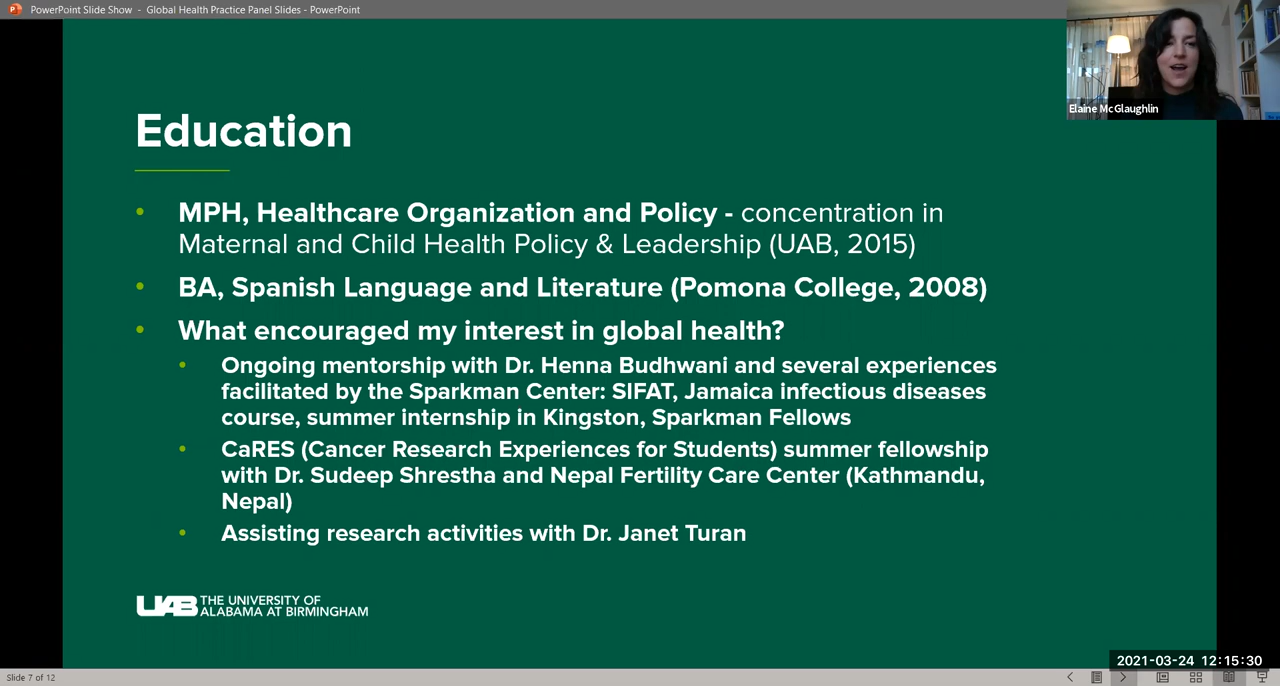 PowerPoint Slide Show - Global Health Practice Panel Slides - PowerPoint
Elaine McGlaughlin
Education
• MPH, Healthcare Organization and Policy - concentration in
Maternal and Child Health Policy & Leadership (UAB, 2015)
• BA, Spanish Language and Literature (Pomona College, 2008)
• What encouraged my interest in global health?
• Ongoing mentorship with Dr. Henna Budhwani and several experiences
facilitated by the Sparkman Center: SIFAT, Jamaica infectious diseases
course, summer internship in Kingston, Sparkman Fellows
• CaRES (Cancer Research Experiences for Students) summer fellowship
with Dr. Sudeep Shrestha and Nepal Fertility Care Center (Kathmandu,
Nepal)
• Assisting research activities with Dr. Janet Turan
UAB THE UNIVERSITY OF
ALABAMA AT BIRMINGHAM
2021-03-24 12:15:30
Slide 7 of 12